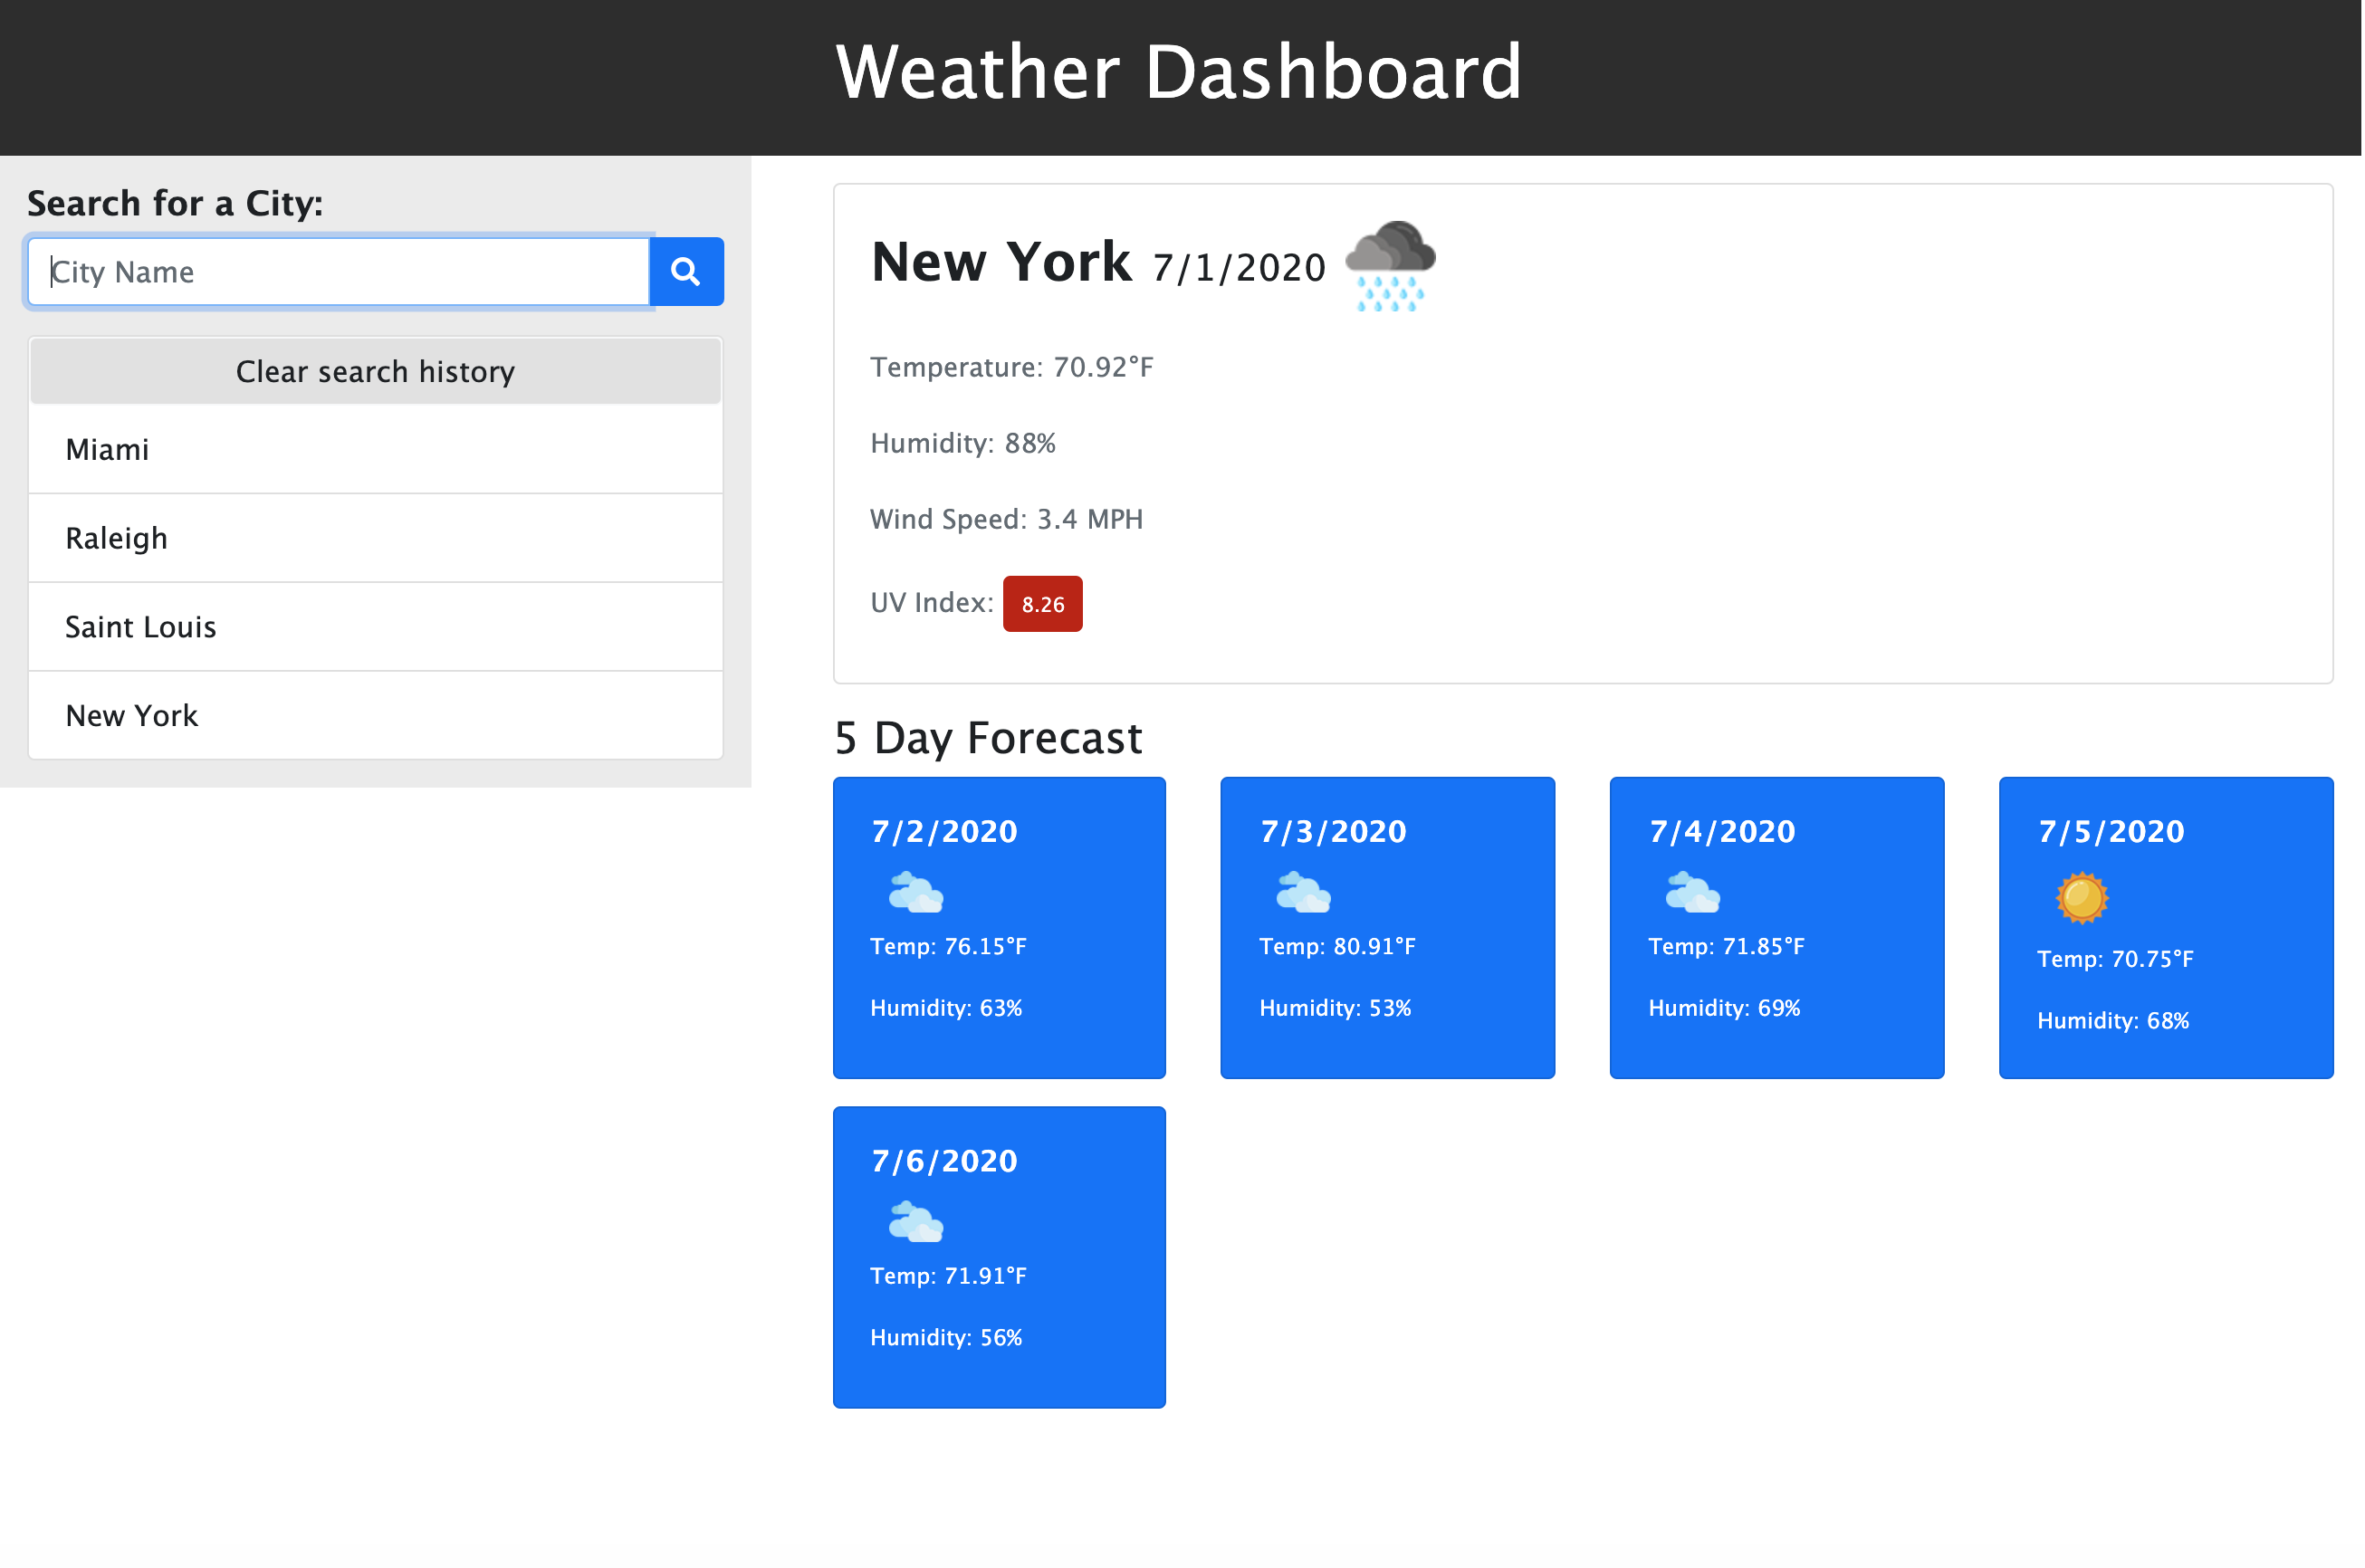 Weather Dashboard
Search for a City:
City Name
Clear search history
Miami
Raleigh
Saint Louis
New York
New York 7/1/2020
Temperature: 70.92°F
Humidity: 88%
Wind Speed: 3.4 MPH
UV Index: 8.26
5 Day Forecast
7/2/2020
Temp: 76.15°F
Humidity: 63%
7/3/2020
Temp: 80.91°F
Humidity: 53%
7/4/2020
Temp: 71.85°F
Humidity: 69%
7/5/2020
Temp: 70.75°F
Humidity: 68%
7/6/2020
Temp: 71.91°F
Humidity: 56%